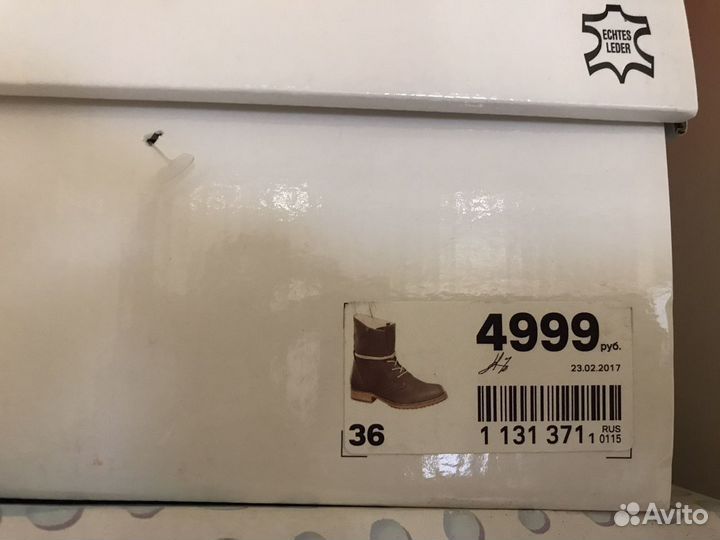 ECHTES
LEDER
4999 руб.
23.02.2017
36
1 131 371 1 RUS 0115
Avito